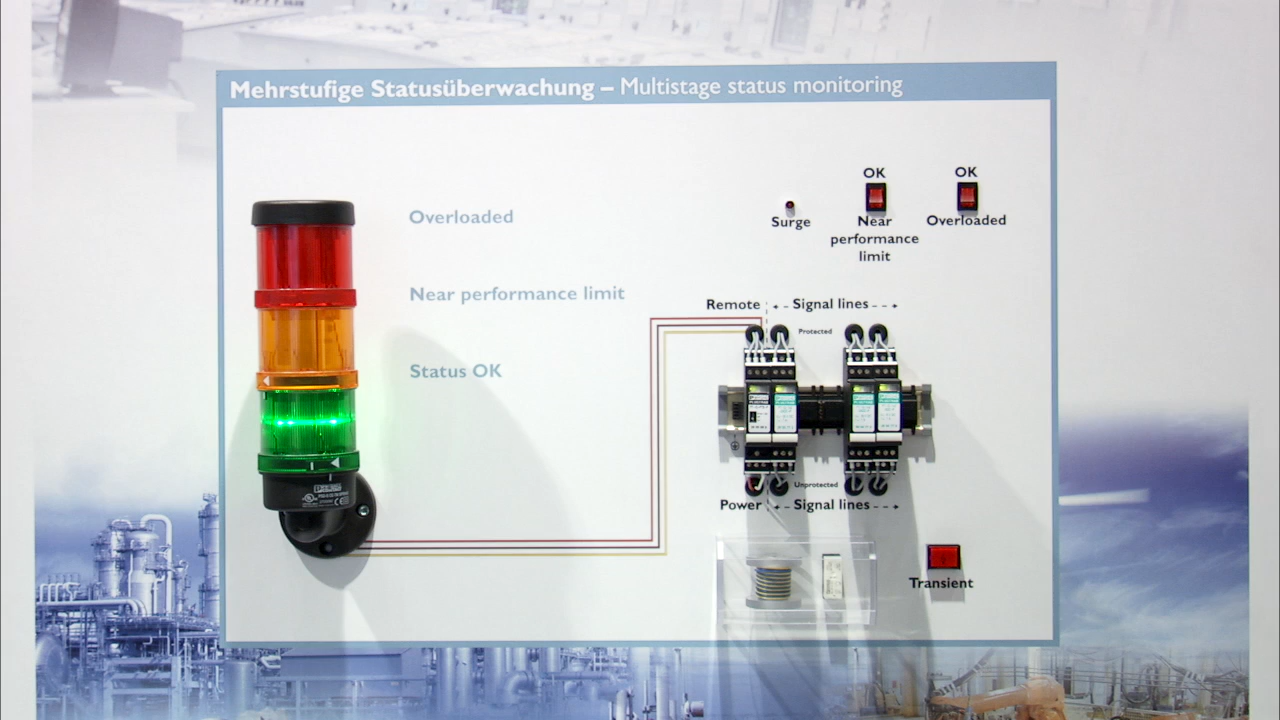 Mehrstufige Statusüberwachung – Multistage status monitoring
OK
OK
Overloaded
Surge
Near
performance
limit
Overloaded
Near performance limit
Remote
Signal lines
Protected
Status OK
Unprotected
Power
Signal lines
Transient